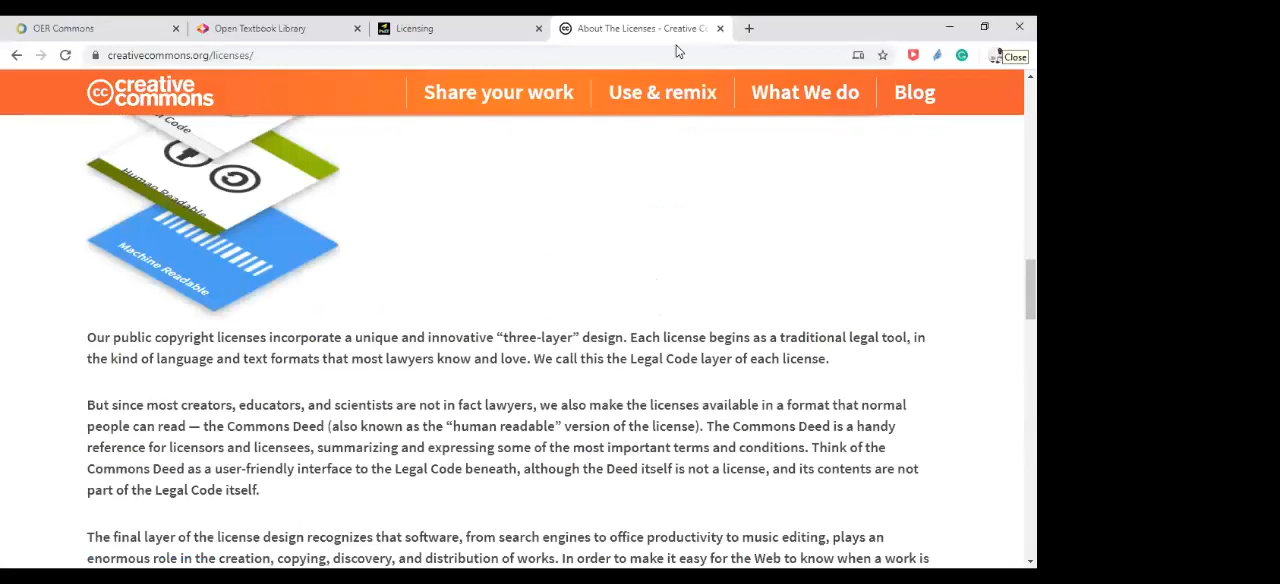 OER Commons
Open Textbook Library
Licensing
About The Licenses - Creative Co
creativecommons.org/licenses/
Close
cc creative commons
Share your work
Use & remix
What We do
Blog
l Code
Human Readable
Machine Readable
Our public copyright licenses incorporate a unique and innovative “three-layer” design. Each license begins as a traditional legal tool, in
the kind of language and text formats that most lawyers know and love. We call this the Legal Code layer of each license.
But since most creators, educators, and scientists are not in fact lawyers, we also make the licenses available in a format that normal
people can read — the Commons Deed (also known as the “human readable” version of the license). The Commons Deed is a handy
reference for licensors and licensees, summarizing and expressing some of the most important terms and conditions. Think of the
Commons Deed as a user-friendly interface to the Legal Code beneath, although the Deed itself is not a license, and its contents are not
part of the Legal Code itself.
The final layer of the license design recognizes that software, from search engines to office productivity to music editing, plays an
enormous role in the creation, copying, discovery, and distribution of works. In order to make it easy for the Web to know when a work is